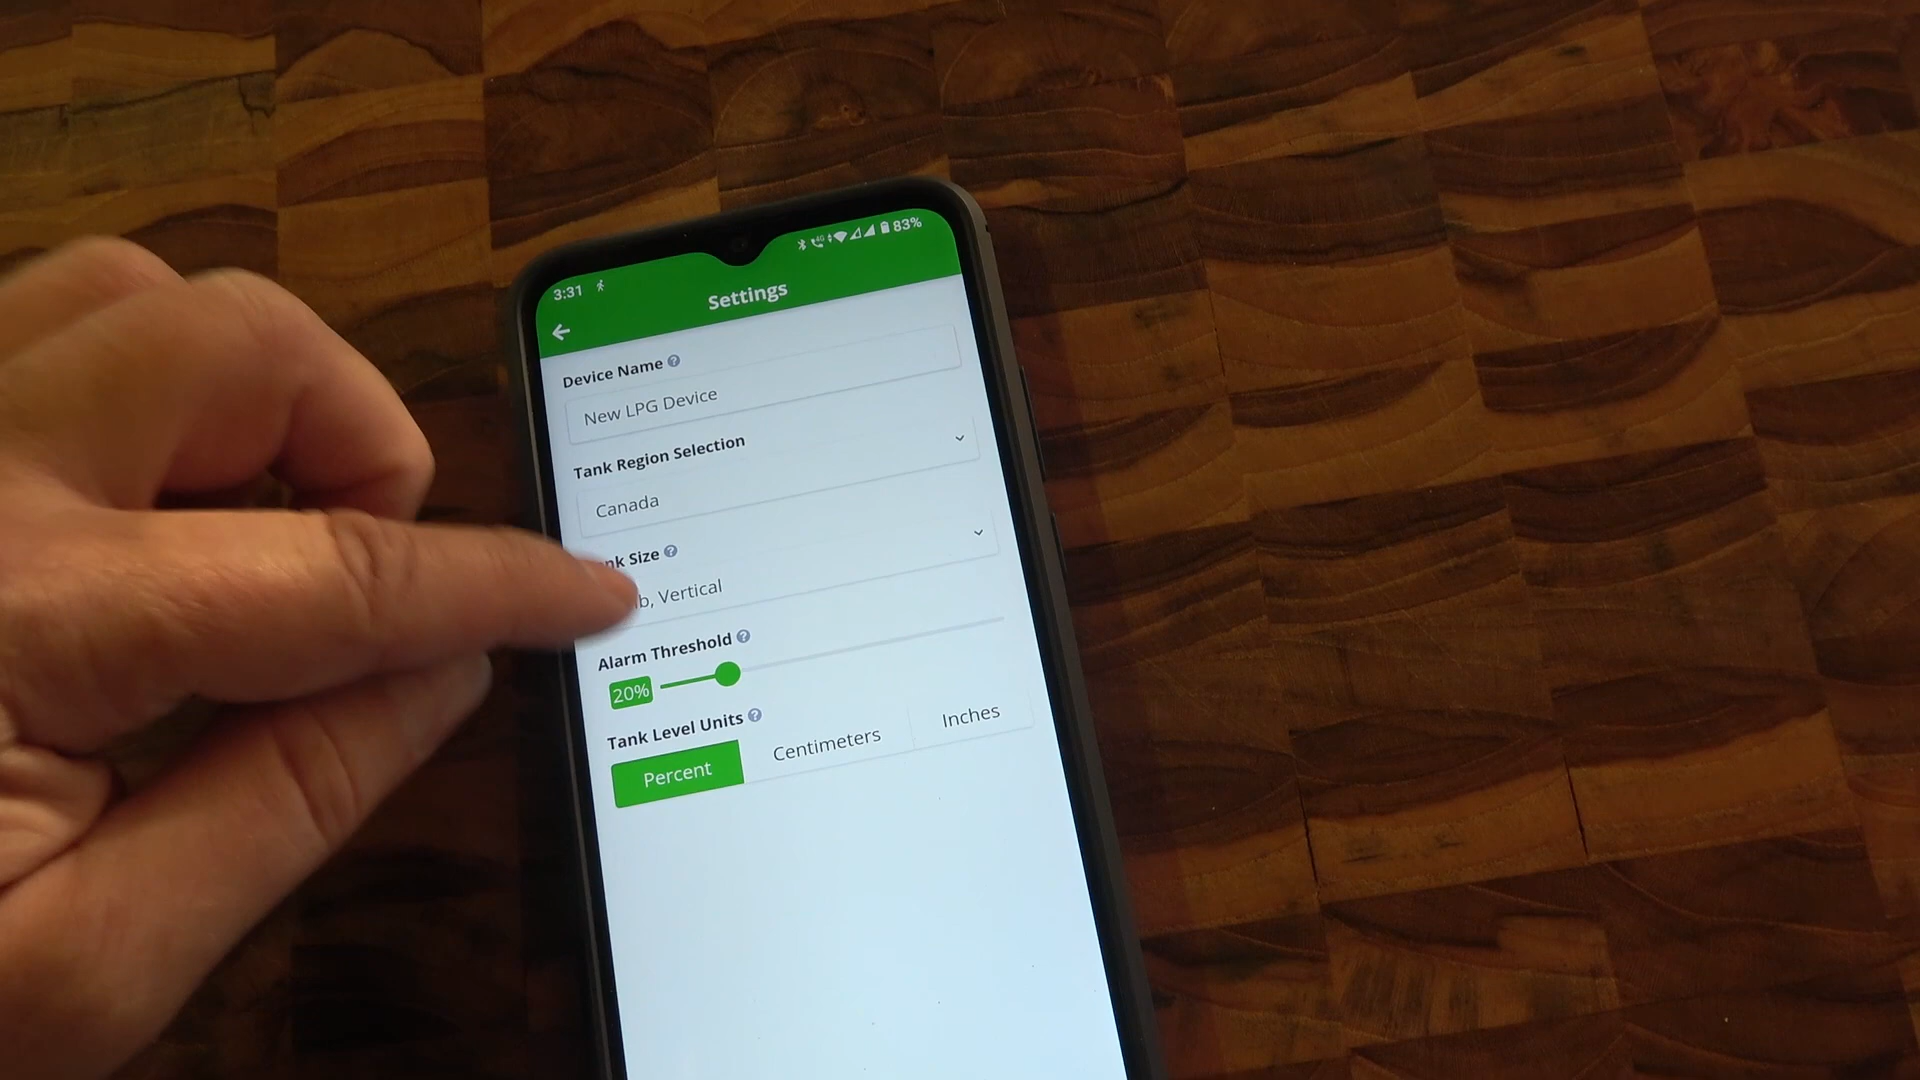 3:31
83%
Settings
Device Name
New LPG Device
Tank Region Selection
Canada
Size
Vertical
Alarm Threshold
20%
Tank Level Units
Percent Centimeters Inches